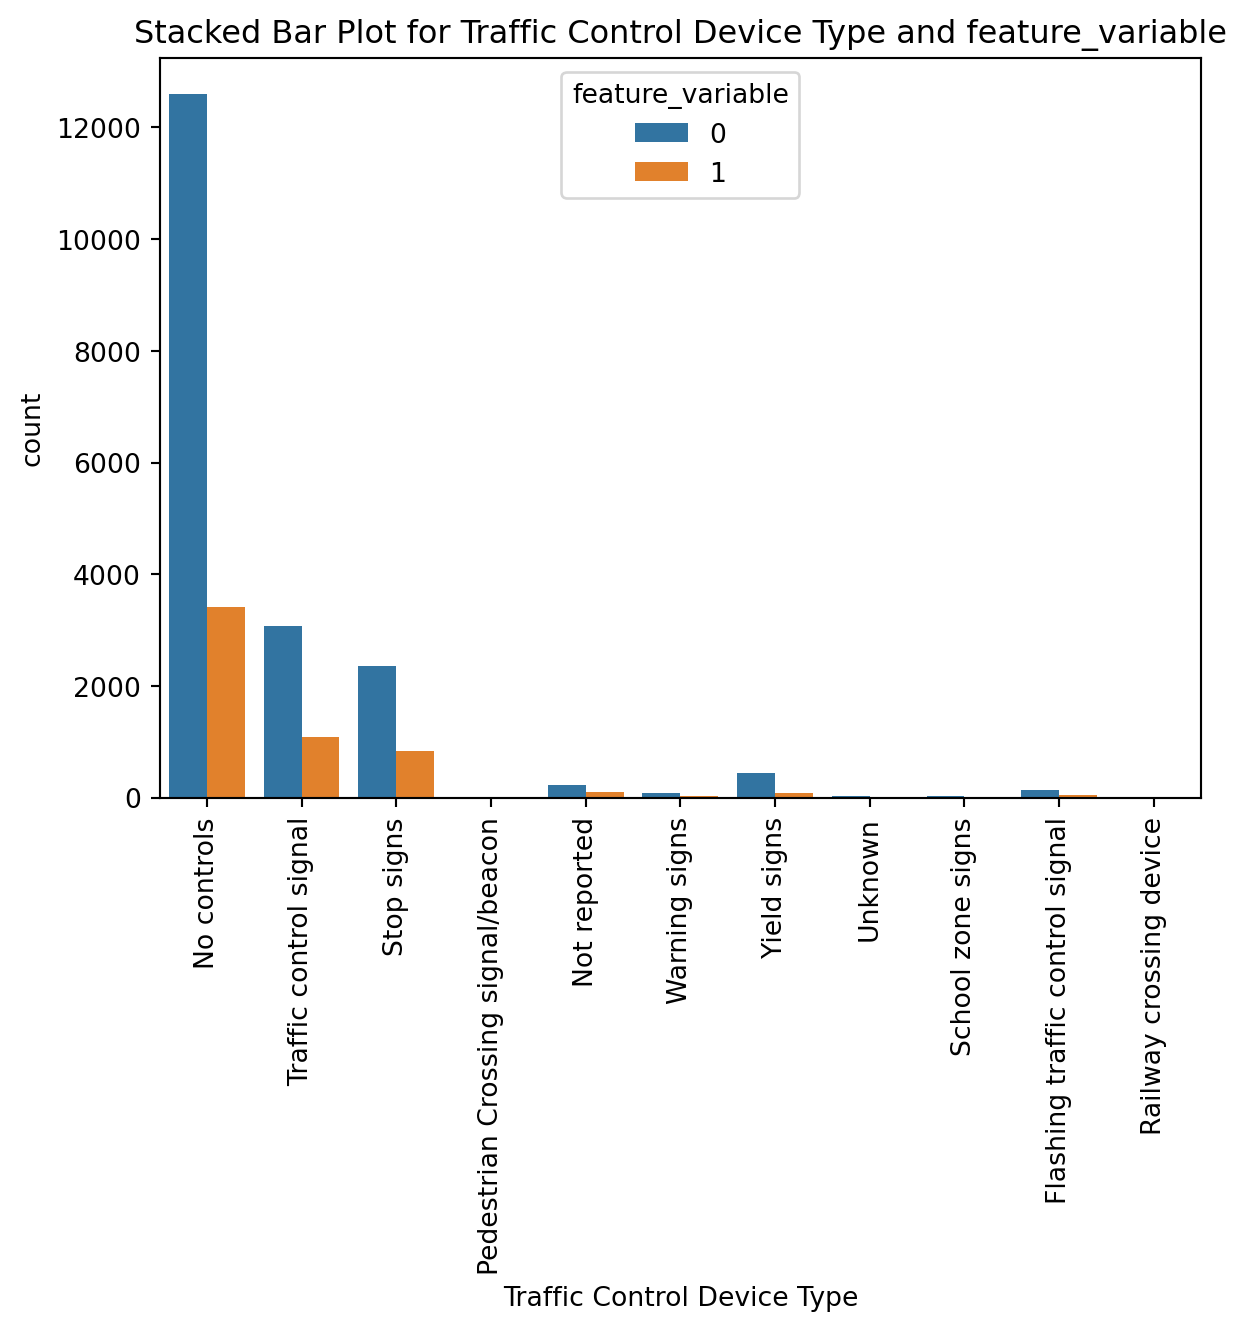 Stacked Bar Plot for Traffic Control Device Type and feature_variable
feature_variable
0
1
12000
10000
8000
6000
4000
2000
0
count
No controls
Traffic control signal
Stop signs
Pedestrian Crossing signal/beacon
Not reported
Warning signs
Yield signs
Unknown
School zone signs
Flashing traffic control signal
Railway crossing device
Traffic Control Device Type